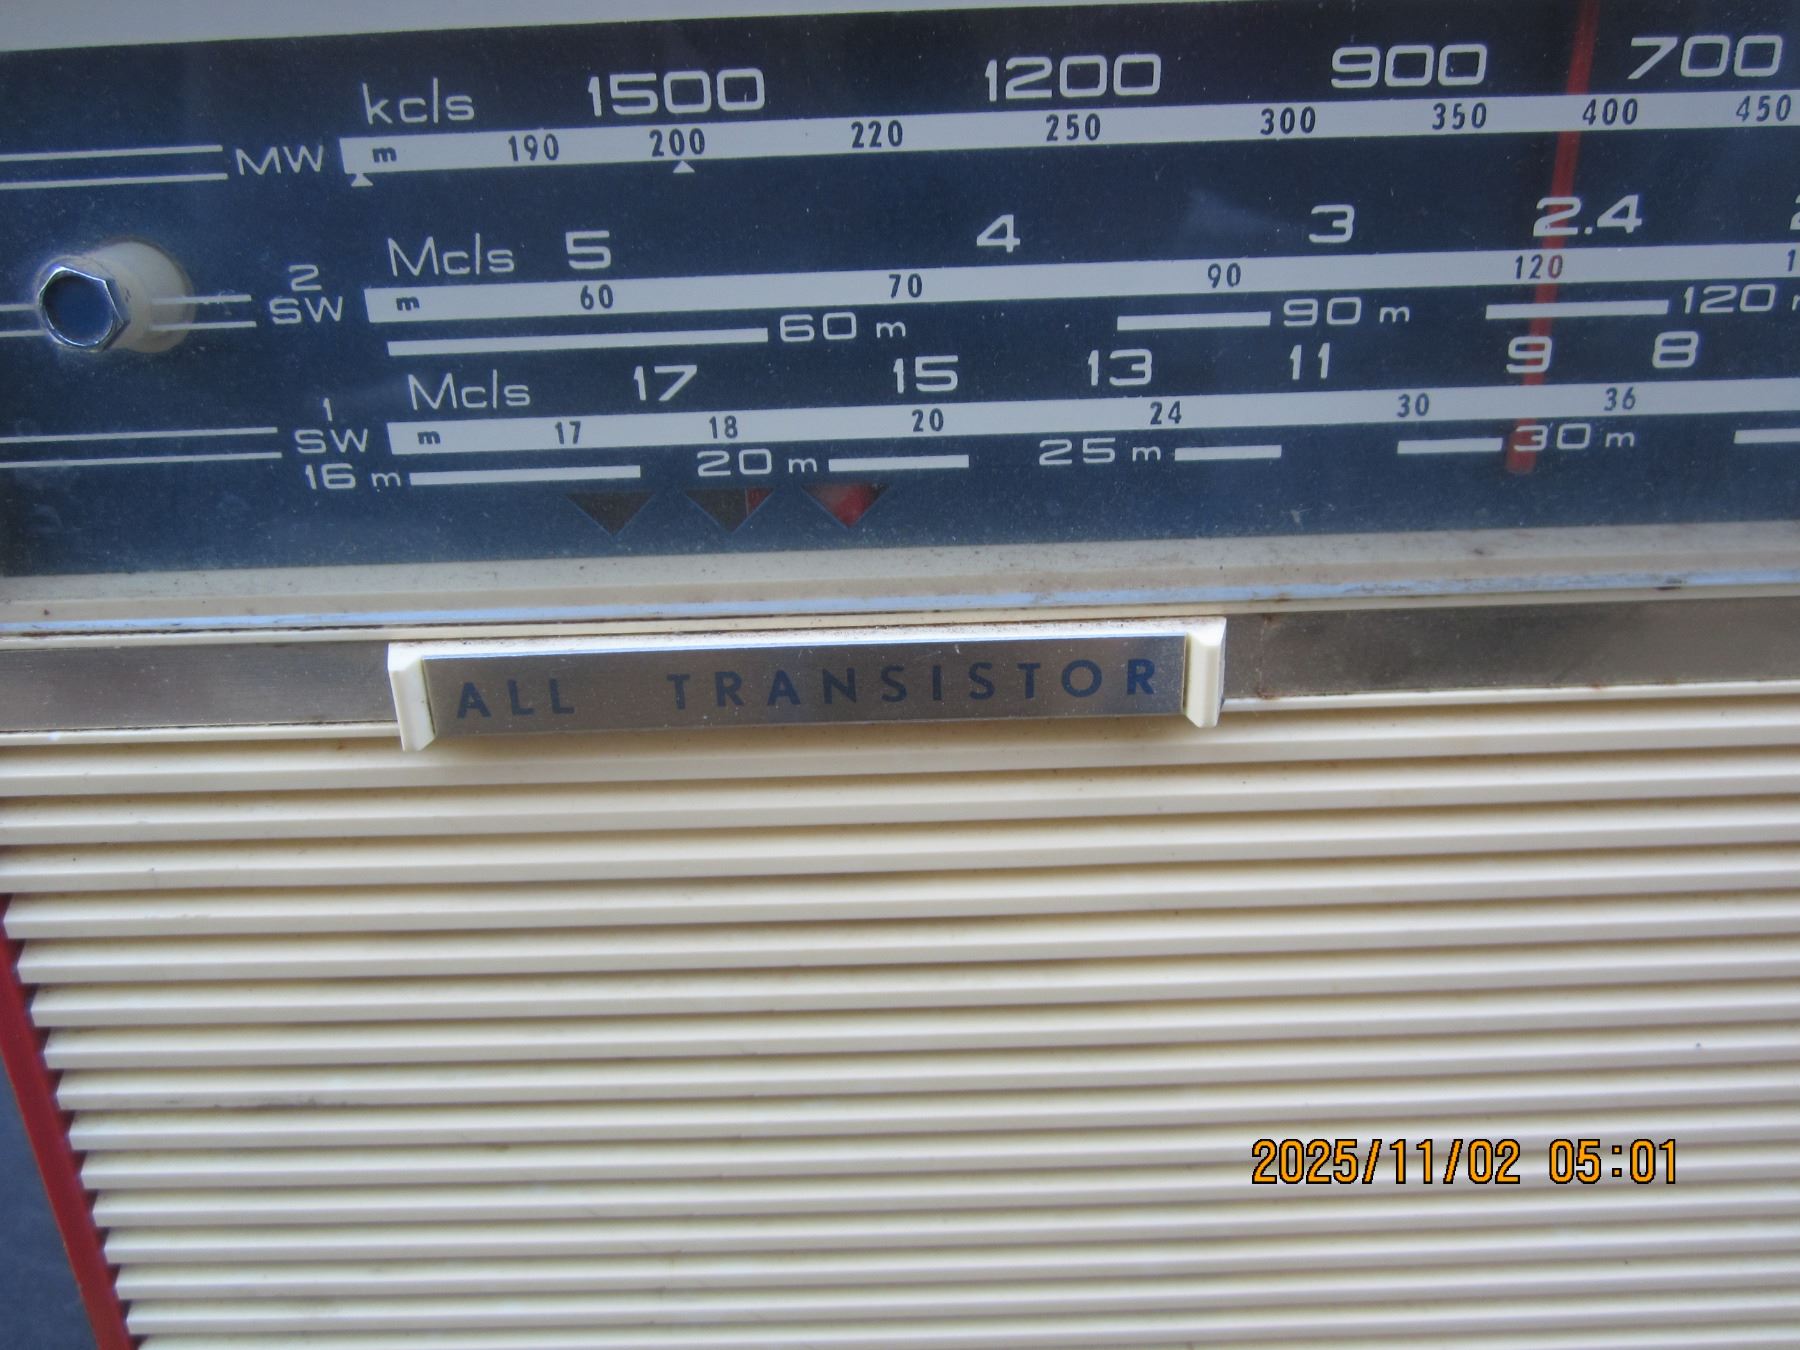 kc/s 1500 1200 900 700
MW m 190 200 220 250 300 350 400 450
Mc/s 5 4 3 2.4
2
SW m 60 70 90 120
60 m 90 m 120
Mc/s 17 15 13 11 9 8
1
SW m 17 18 20 24 30 36
16 m 20 m 25 m 30 m
ALL TRANSISTOR
2025/11/02 05:01